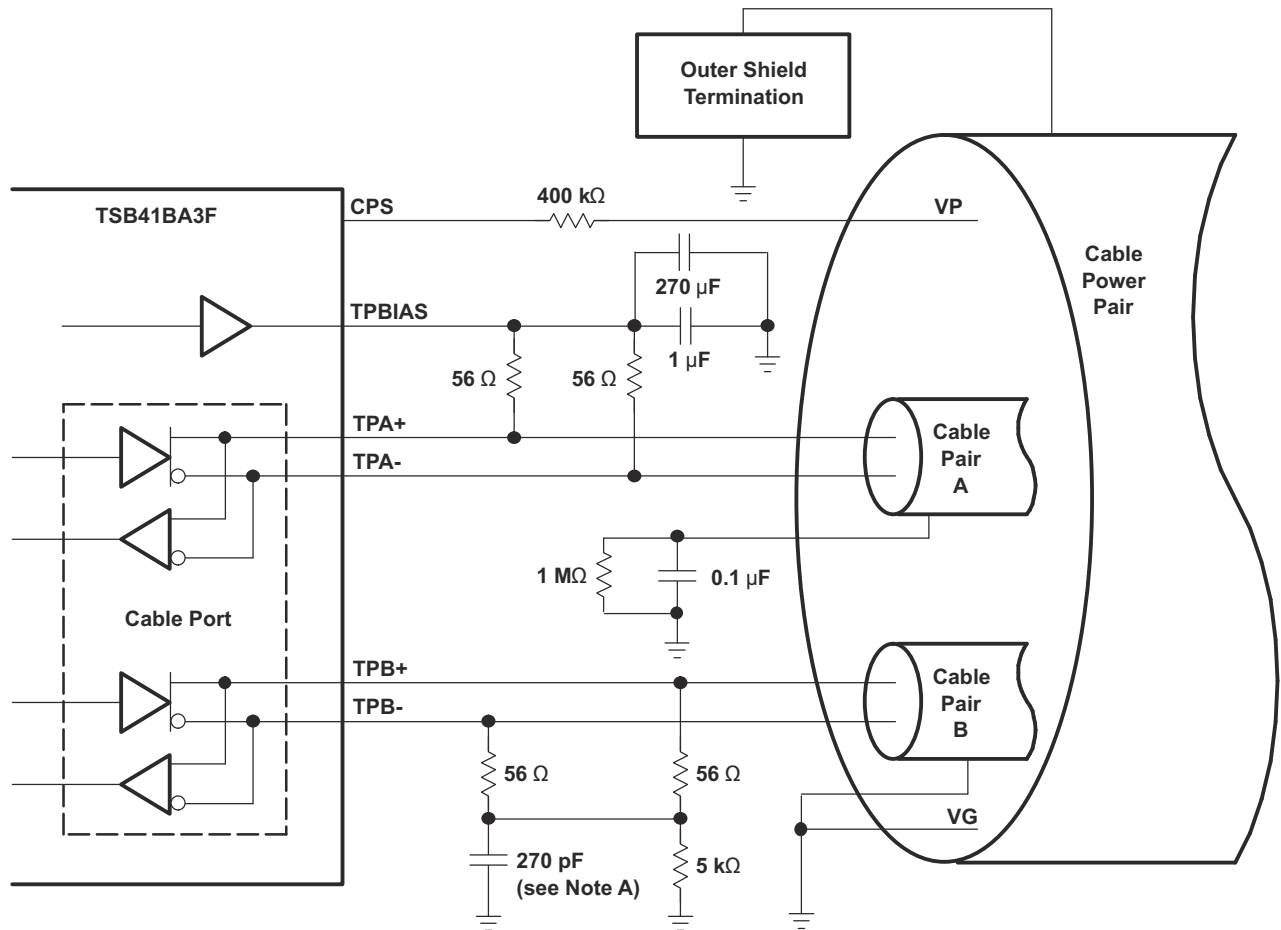 Outer Shield
Termination
TSB41BA3F
CPS
400 kΩ
VP
Cable
Power
Pair
270 µF
TPBIAS
1 µF
56 Ω
56 Ω
TPA+
TPA-
Cable
Pair
A
1 MΩ
0.1 µF
Cable Port
TPB+
TPB-
Cable
Pair
B
56 Ω
56 Ω
VG
270 pF
(see Note A)
5 kΩ